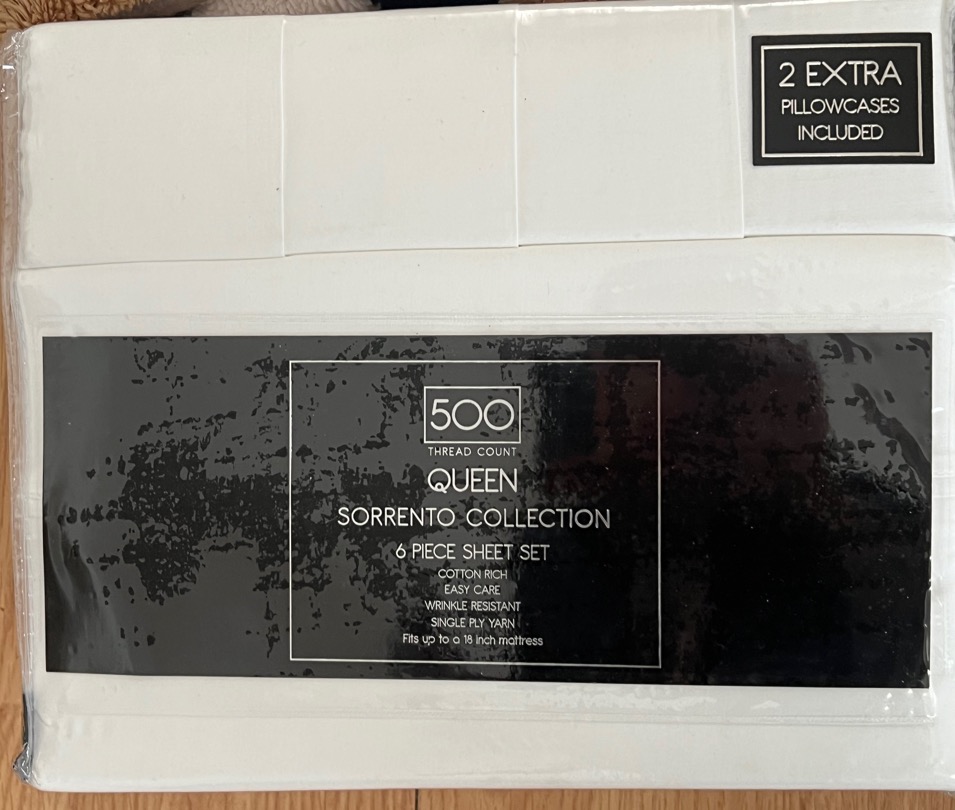 2 EXTRA
PILLOWCASES
INCLUDED
500
THREAD COUNT
QUEEN
SORRENTO COLLECTION
6 PIECE SHEET SET
COTTON RICH
EASY CARE
WRINKLE RESISTANT
SINGLE PLY YARN
Fits up to a 18 inch mattress